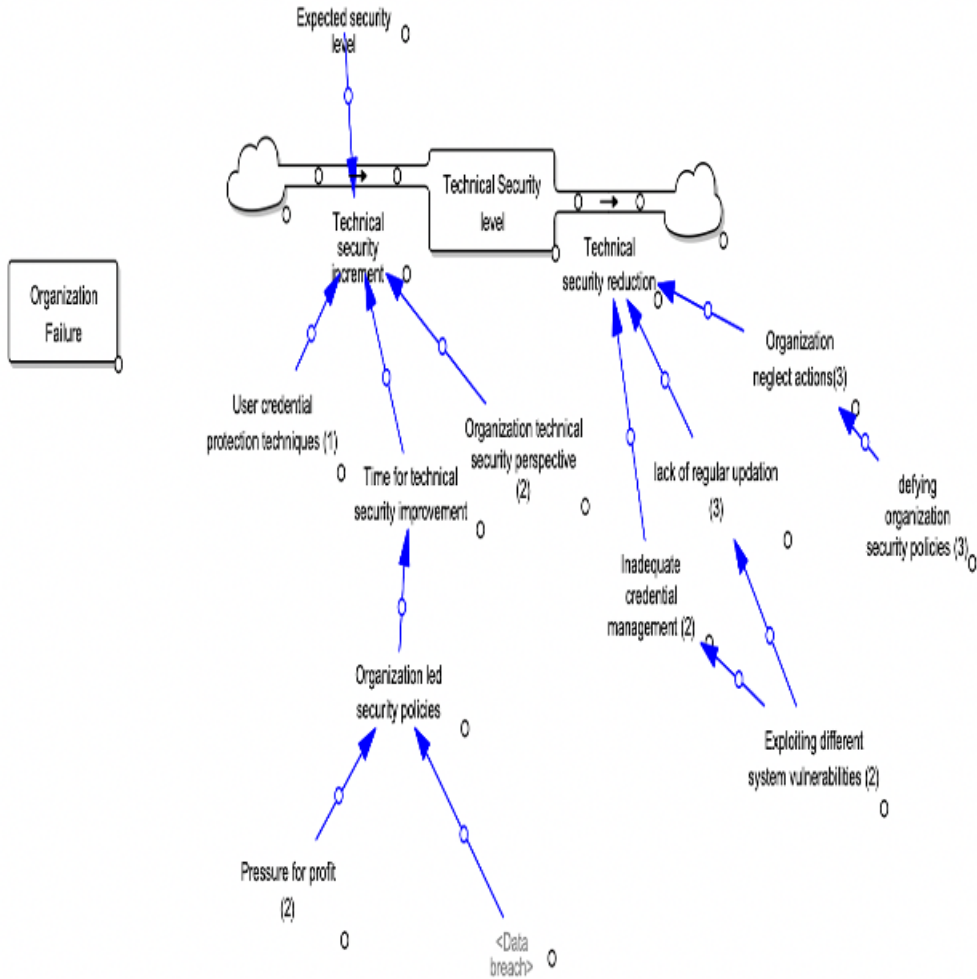 Expected security
level
Technical Security
level
Technical
security
increment
Technical
security reduction
Organization
Failure
Organization
neglect actions(3)
User credential
protection techniques (1)
Organization technical
security perspective
(2)
Time for technical
security improvement
lack of regular updation
(3)
defying
organization
security policies (3)
Inadequate
credential
management (2)
Organization led
security policies
Exploiting different
system vulnerabilities (2)
Pressure for profit
(2)
<Data
breach>